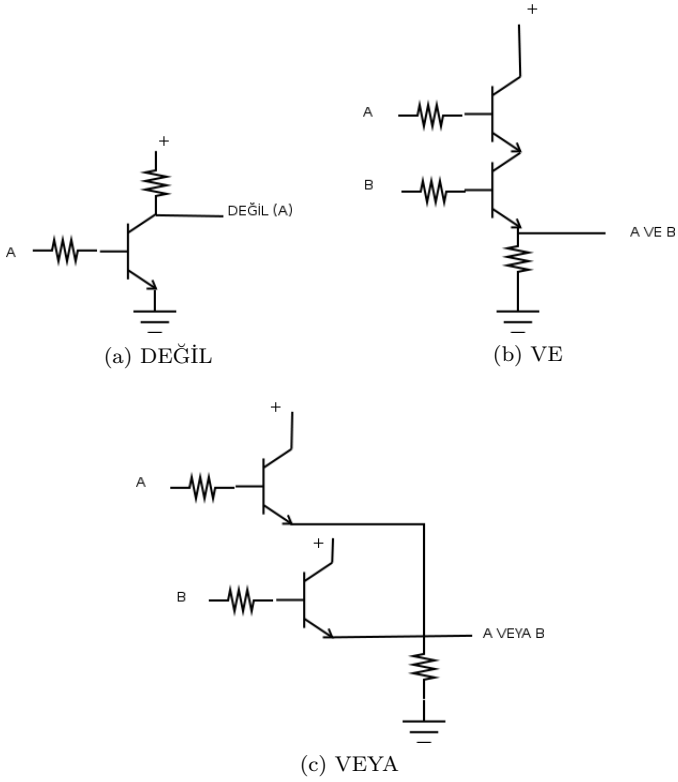 +
A
DEĞİL (A)
(a) DEĞİL
+
A
B
A VE B
(b) VE
+
A
+
B
A VEYA B
(c) VEYA